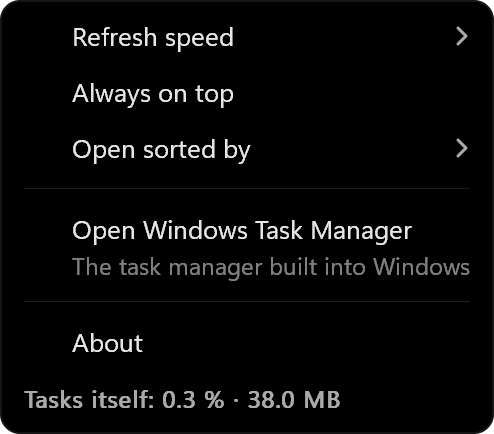 Refresh speed
Always on top
Open sorted by
Open Windows Task Manager
The task manager built into Windows
About
Tasks itself: 0.3 % · 38.0 MB